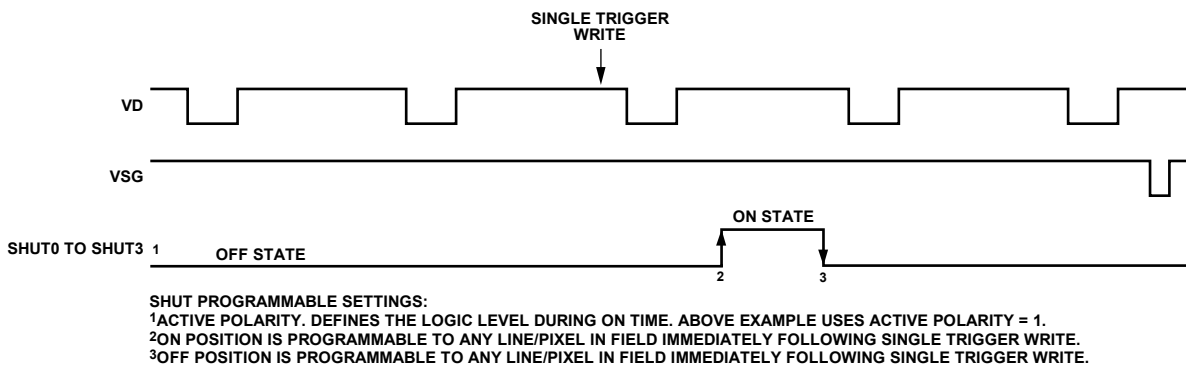 SINGLE TRIGGER
WRITE
VD
VSG
ON STATE
SHUT0 TO SHUT3 1
OFF STATE
2
3
SHUT PROGRAMMABLE SETTINGS:
1ACTIVE POLARITY. DEFINES THE LOGIC LEVEL DURING ON TIME. ABOVE EXAMPLE USES ACTIVE POLARITY = 1.
2ON POSITION IS PROGRAMMABLE TO ANY LINE/PIXEL IN FIELD IMMEDIATELY FOLLOWING SINGLE TRIGGER WRITE.
3OFF POSITION IS PROGRAMMABLE TO ANY LINE/PIXEL IN FIELD IMMEDIATELY FOLLOWING SINGLE TRIGGER WRITE.